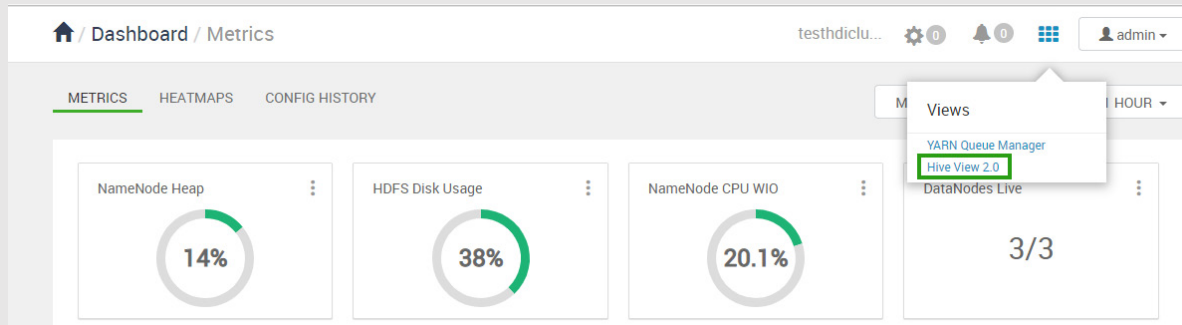 / Dashboard / Metrics
testhdiclu... 0 0 admin
METRICS HEATMAPS CONFIG HISTORY
M HOUR
Views
YARN Queue Manager
Hive View 2.0
NameNode Heap
HDFS Disk Usage
NameNode CPU WIO
DataNodes Live
14%
38%
20.1%
3/3